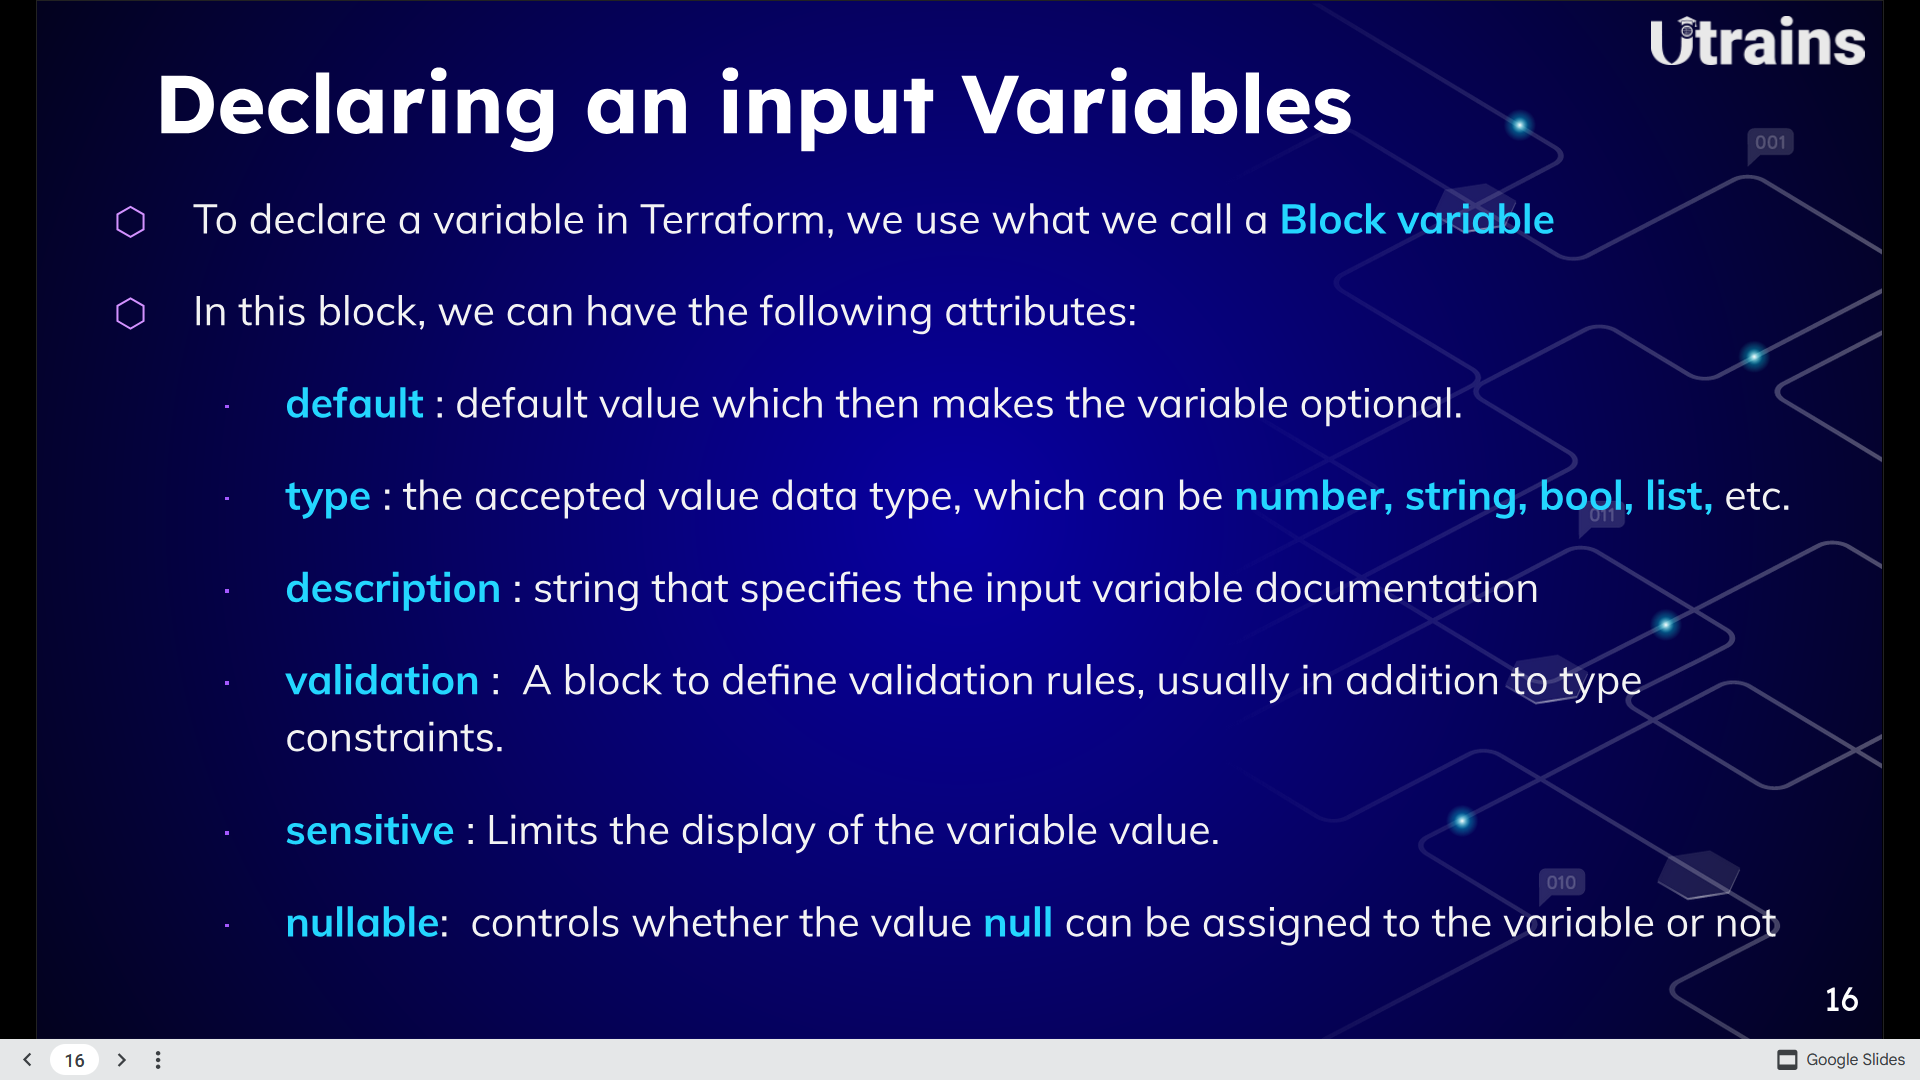 Utrains
Declaring an input Variables
001
To declare a variable in Terraform, we use what we call a Block variable
In this block, we can have the following attributes:
default : default value which then makes the variable optional.
type : the accepted value data type, which can be number, string, bool, list, etc.
011
description : string that specifies the input variable documentation
validation : A block to define validation rules, usually in addition to type
constraints.
sensitive : Limits the display of the variable value.
010
nullable: controls whether the value null can be assigned to the variable or not
16
16
Google Slides